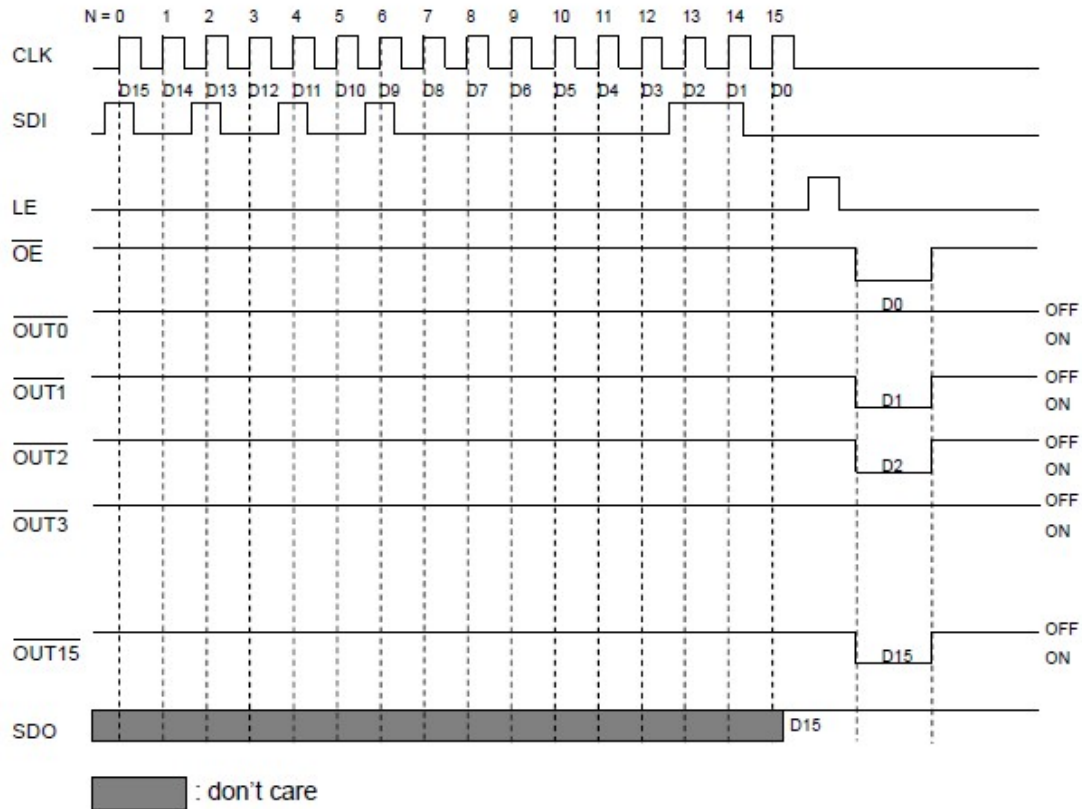 N = 0 1 2 3 4 5 6 7 8 9 10 11 12 13 14 15
CLK
D15 D14 D13 D12 D11 D10 D9 D8 D7 D6 D5 D4 D3 D2 D1 D0
SDI
LE
OE
D0
OFF
OUT0
ON
OFF
OUT1
D1
ON
OFF
OUT2
D2
ON
OFF
OUT3
ON
OFF
OUT15
D15
ON
SDO
D15
: don't care